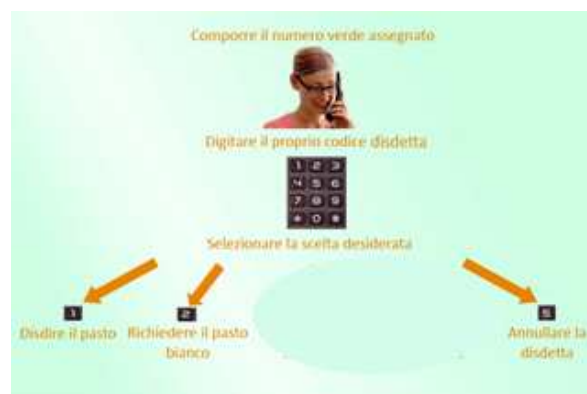 Comporre il numero verde assegnato
Digitare il proprio codice disdetta
1 2 3
4 5 6
7 8 9
* 0 #
Selezionare la scelta desiderata
1
Disdire il pasto
2
Richiedere il pasto
bianco
5
Annullare la
disdetta